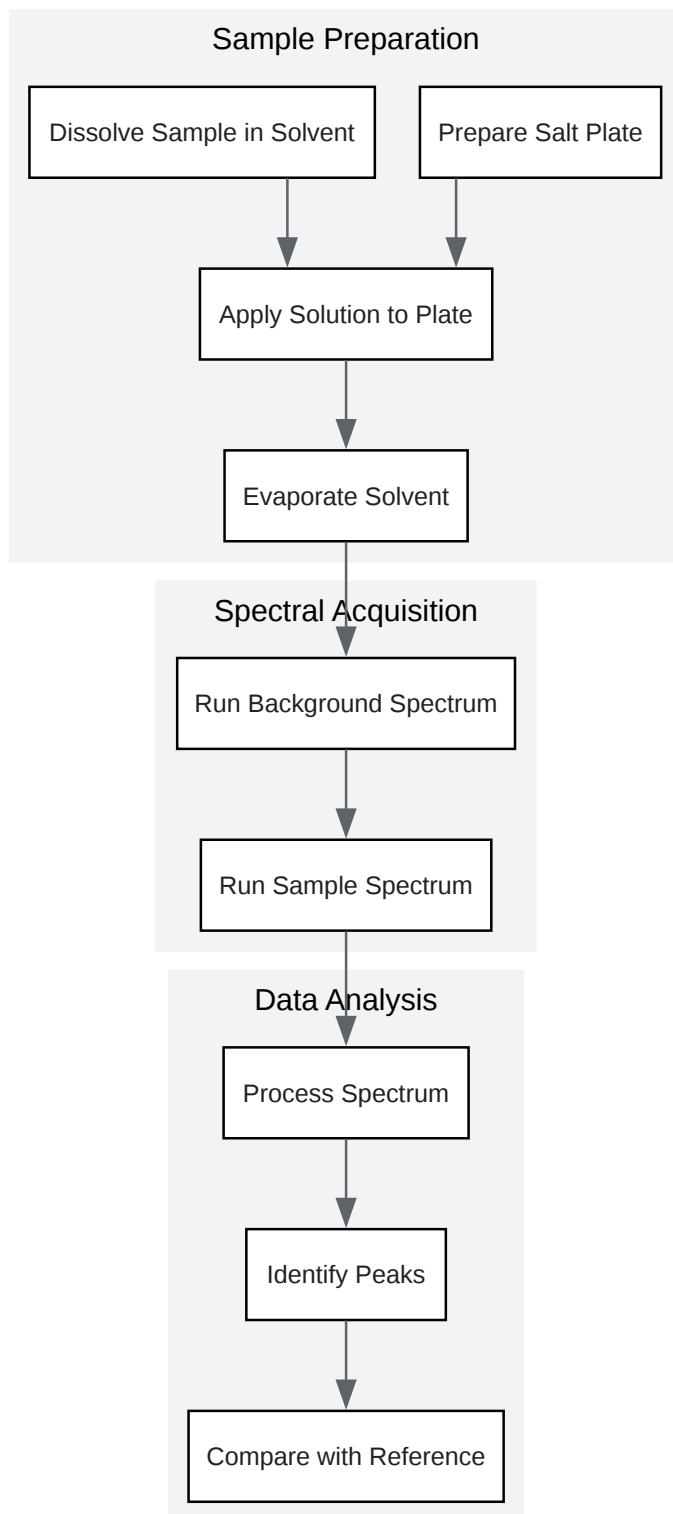 Sample Preparation
Dissolve Sample in Solvent
Prepare Salt Plate
Apply Solution to Plate
Evaporate Solvent
Spectral Acquisition
Run Background Spectrum
Run Sample Spectrum
Data Analysis
Process Spectrum
Identify Peaks
Compare with Reference